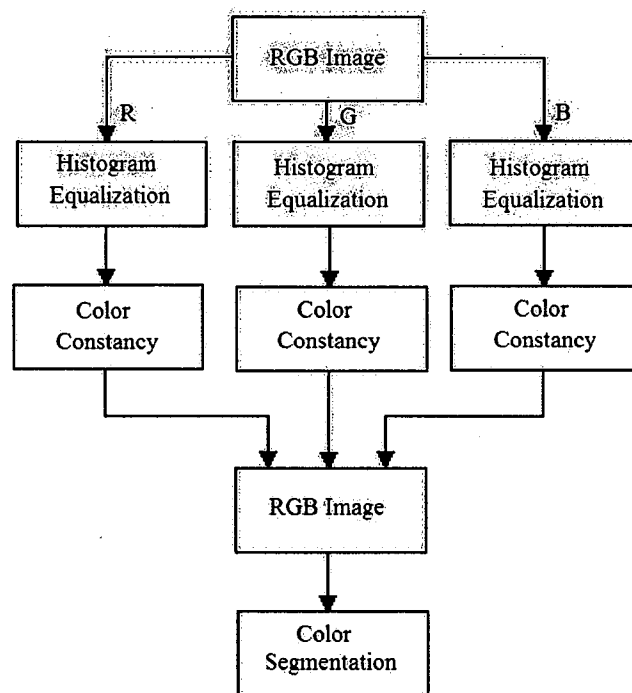 RGB Image
R
G
B
Histogram
Equalization
Histogram
Equalization
Histogram
Equalization
Color
Constancy
Color
Constancy
Color
Constancy
RGB Image
Color
Segmentation